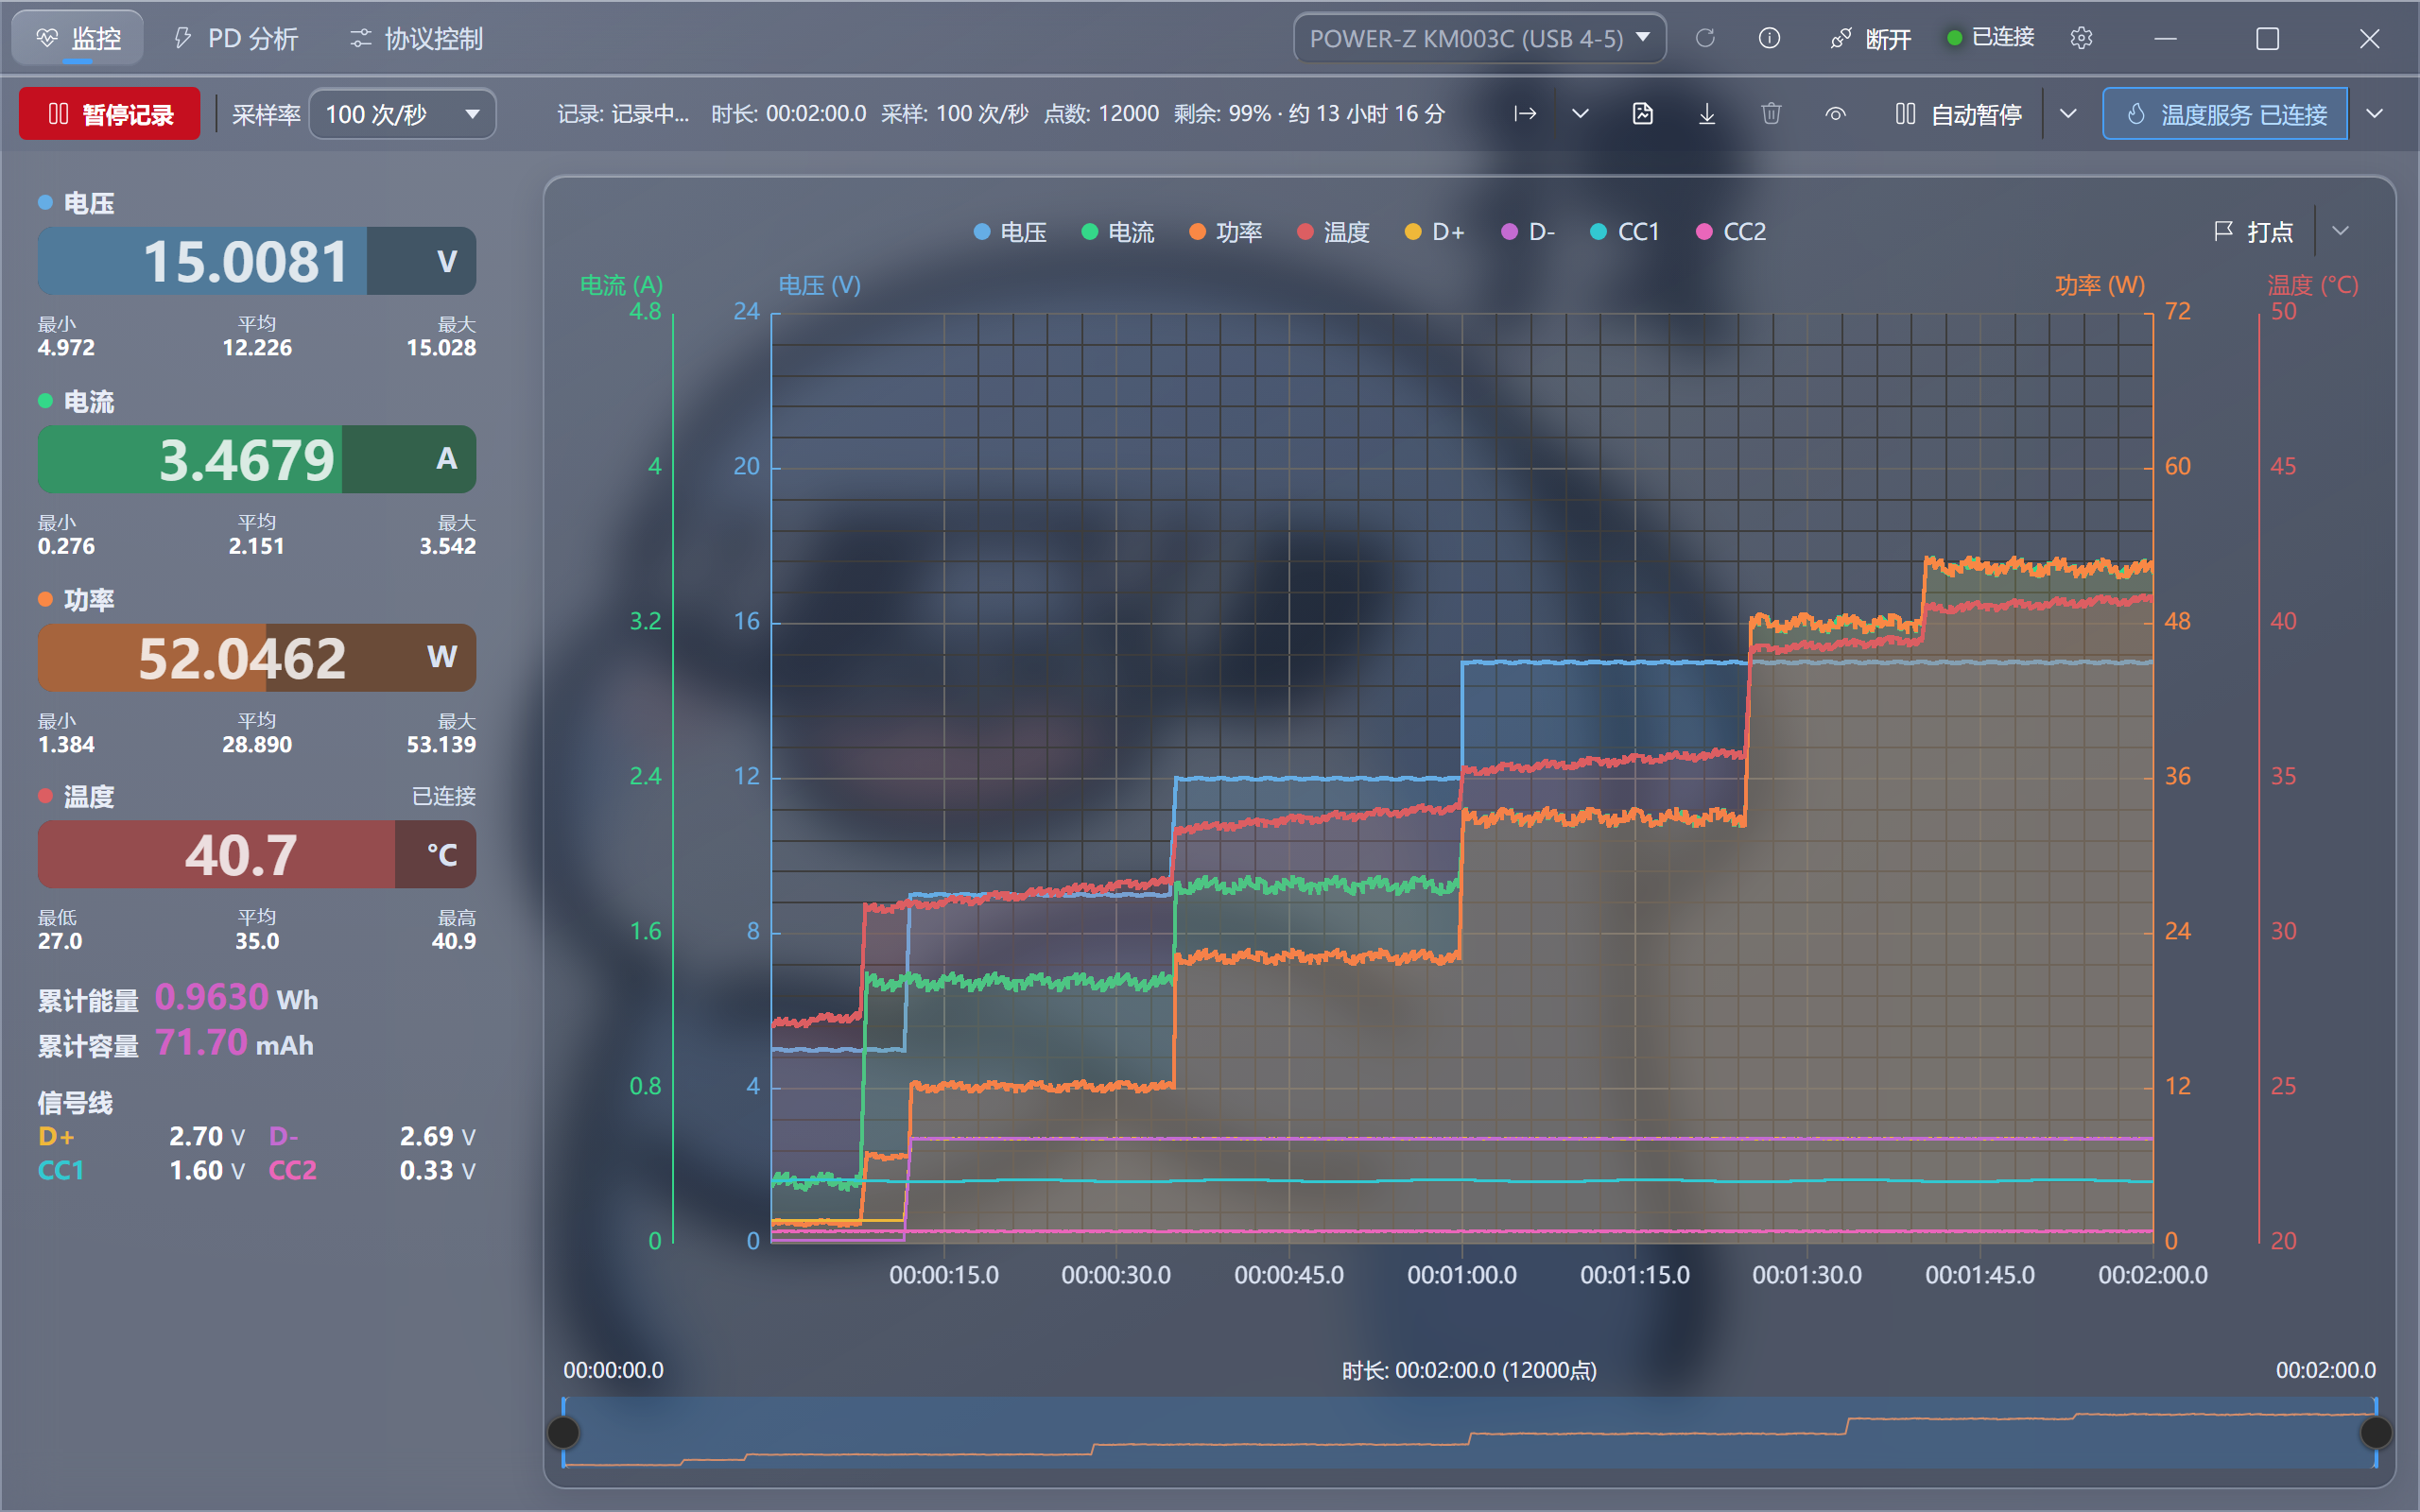 监控 PD 分析 协议控制 POWER-Z KM003C (USB 4-5) 断开 已连接
暂停记录 采样率 100 次/秒 记录: 记录中... 时长: 00:02:00.0 采样: 100 次/秒 点数: 12000 剩余: 99% · 约 13 小时 16 分 自动暂停 温度服务 已连接
电压
15.0081 V
最小 平均 最大
4.972 12.226 15.028
电流
3.4679 A
最小 平均 最大
0.276 2.151 3.542
功率
52.0462 W
最小 平均 最大
1.384 28.890 53.139
温度 已连接
40.7 °C
最低 平均 最高
27.0 35.0 40.9
累计能量 0.9630 Wh
累计容量 71.70 mAh
信号线
D+ 2.70 V D- 2.69 V
CC1 1.60 V CC2 0.33 V
电压 电流 功率 温度 D+ D- CC1 CC2 打点
电流 (A) 电压 (V) 功率 (W) 温度 (°C)
4.8 24 72 50
4 20 60 45
3.2 16 48 40
2.4 12 36 35
1.6 8 24 30
0.8 4 12 25
0 0 0 20
00:00:15.0 00:00:30.0 00:00:45.0 00:01:00.0 00:01:15.0 00:01:30.0 00:01:45.0 00:02:00.0
00:00:00.0 时长: 00:02:00.0 (12000点) 00:02:00.0